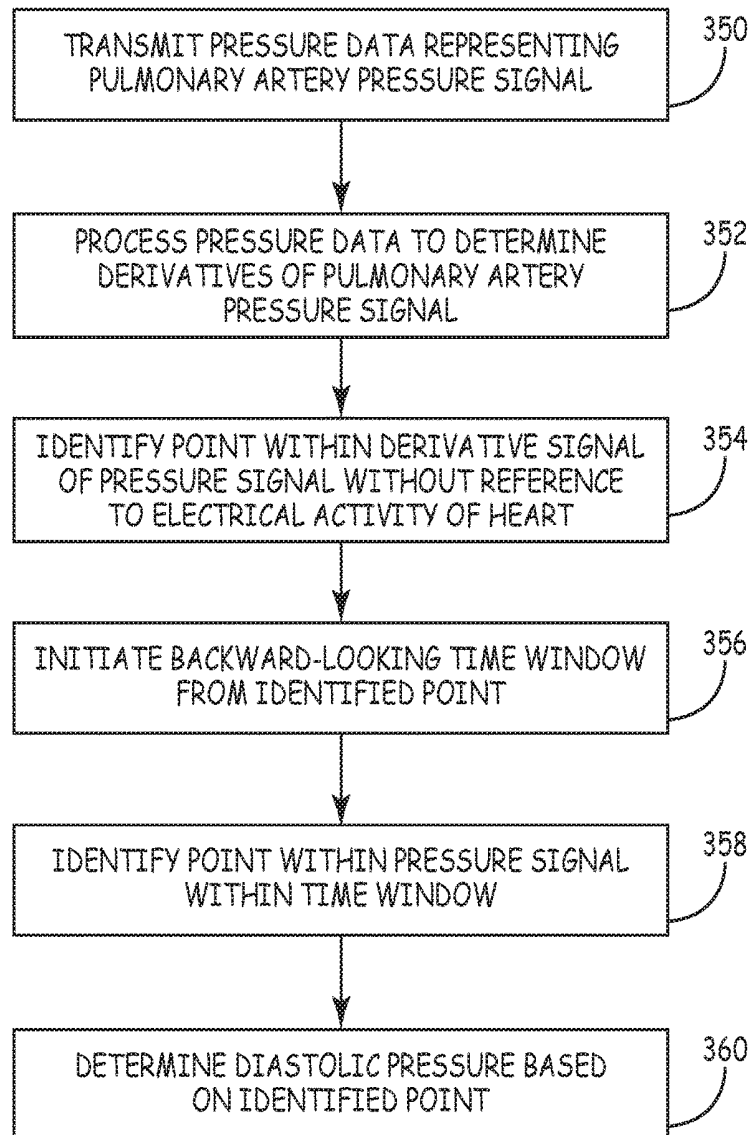 TRANSMIT PRESSURE DATA REPRESENTING
PULMONARY ARTERY PRESSURE SIGNAL
350
PROCESS PRESSURE DATA TO DETERMINE
DERIVATIVES OF PULMONARY ARTERY
PRESSURE SIGNAL
352
IDENTIFY POINT WITHIN DERIVATIVE SIGNAL
OF PRESSURE SIGNAL WITHOUT REFERENCE
TO ELECTRICAL ACTIVITY OF HEART
354
INITIATE BACKWARD-LOOKING TIME WINDOW
FROM IDENTIFIED POINT
356
IDENTIFY POINT WITHIN PRESSURE SIGNAL
WITHIN TIME WINDOW
358
DETERMINE DIASTOLIC PRESSURE BASED
ON IDENTIFIED POINT
360